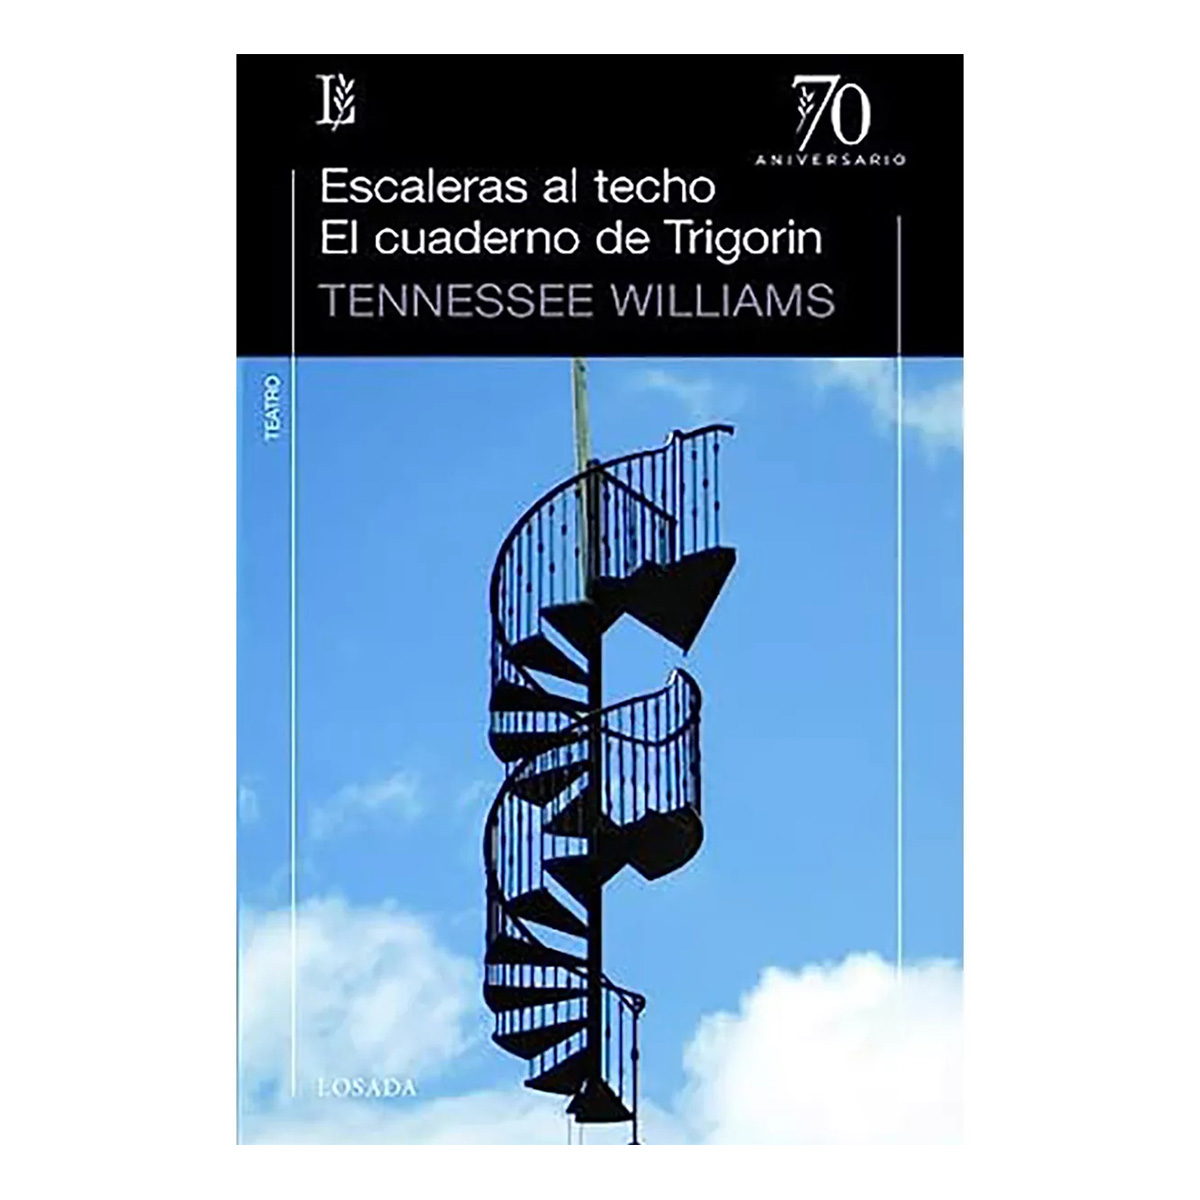 L
70
ANIVERSARIO
Escaleras al techo
El cuaderno de Trigorin
TENNESSEE WILLIAMS
TEATRO
LOSADA